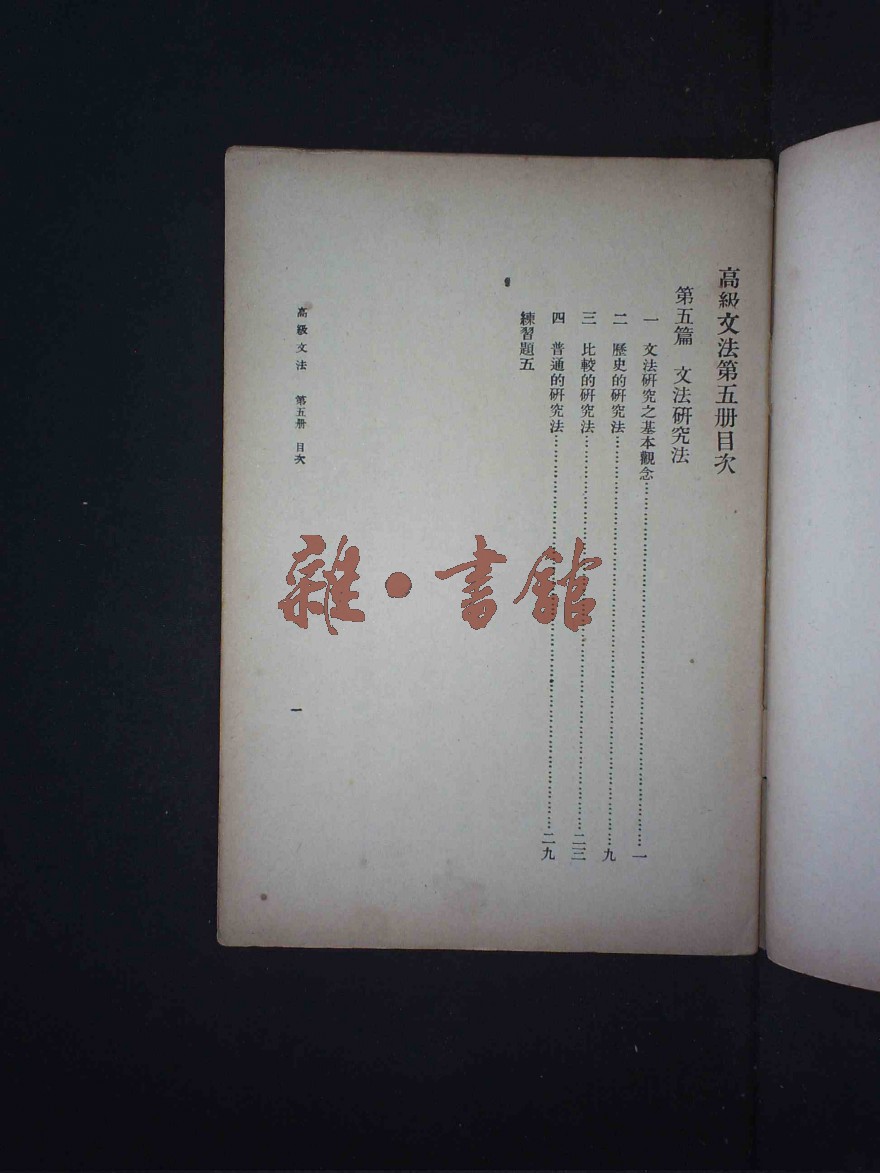 高級文法第五册目次
第五篇　文法研究法
一　文法研究之基本觀念……一
二　歷史的研究法……九
三　比較的研究法……二三
四　普通的研究法……二九
練習題五
高級文法　第五册　目次
一
雜・書館